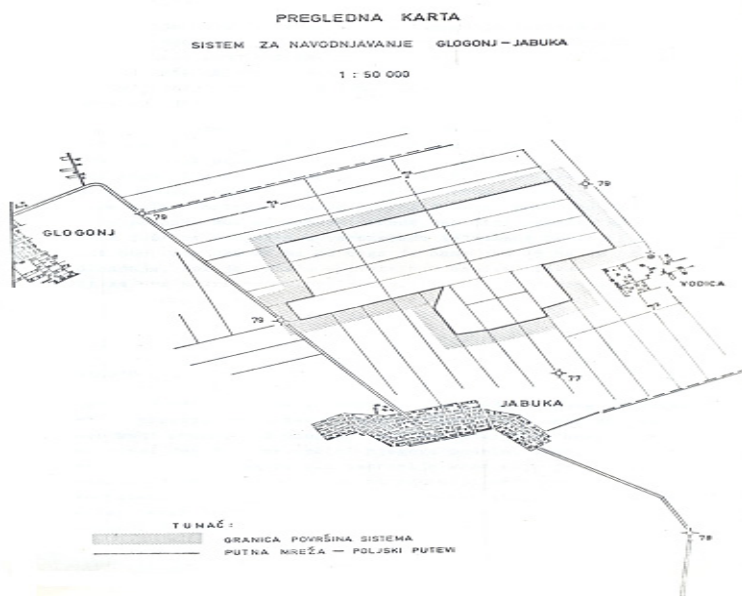 PREGLEDNA KARTA
SISTEM ZA NAVODNJAVANJE GLOGONJ – JABUKA
1 : 50 000
79
78
GLOGONJ
VODICA
79
77
JABUKA
TUMAČ :
GRANICA POVRŠINA SISTEMA
PUTNA MREŽA — POLJSKI PUTEVI
78